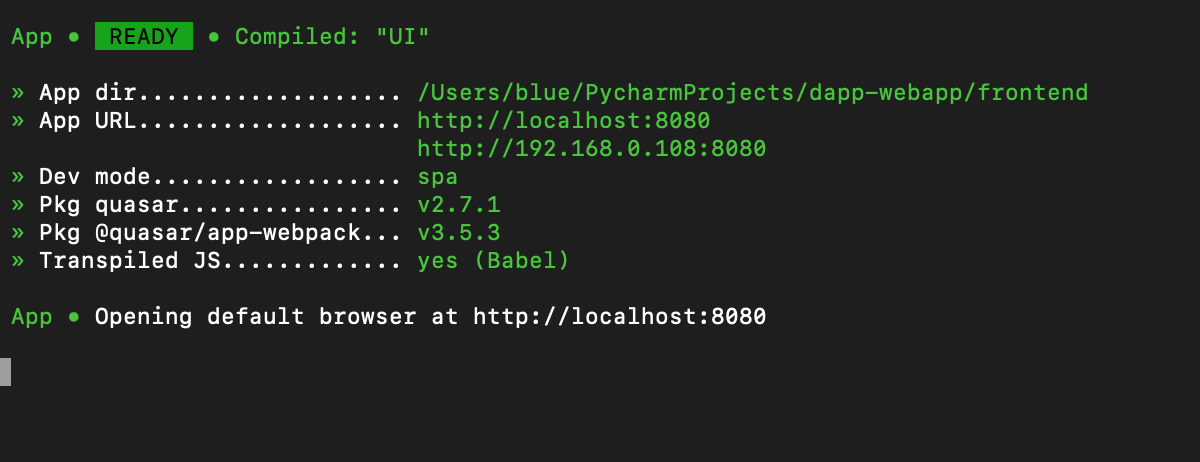 App • READY • Compiled: "UI"
» App dir................... /Users/blue/PycharmProjects/dapp-webapp/frontend
» App URL................... http://localhost:8080
http://192.168.0.108:8080
» Dev mode.................. spa
» Pkg quasar................ v2.7.1
» Pkg @quasar/app-webpack... v3.5.3
» Transpiled JS............. yes (Babel)
App • Opening default browser at http://localhost:8080